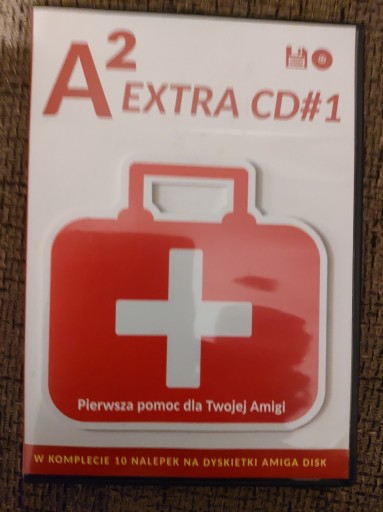 A² EXTRA CD#1
Pierwsza pomoc dla Twojej Amigi
W KOMPLECIE 10 NALEPEK NA DYSKIETKI AMIGA DISK